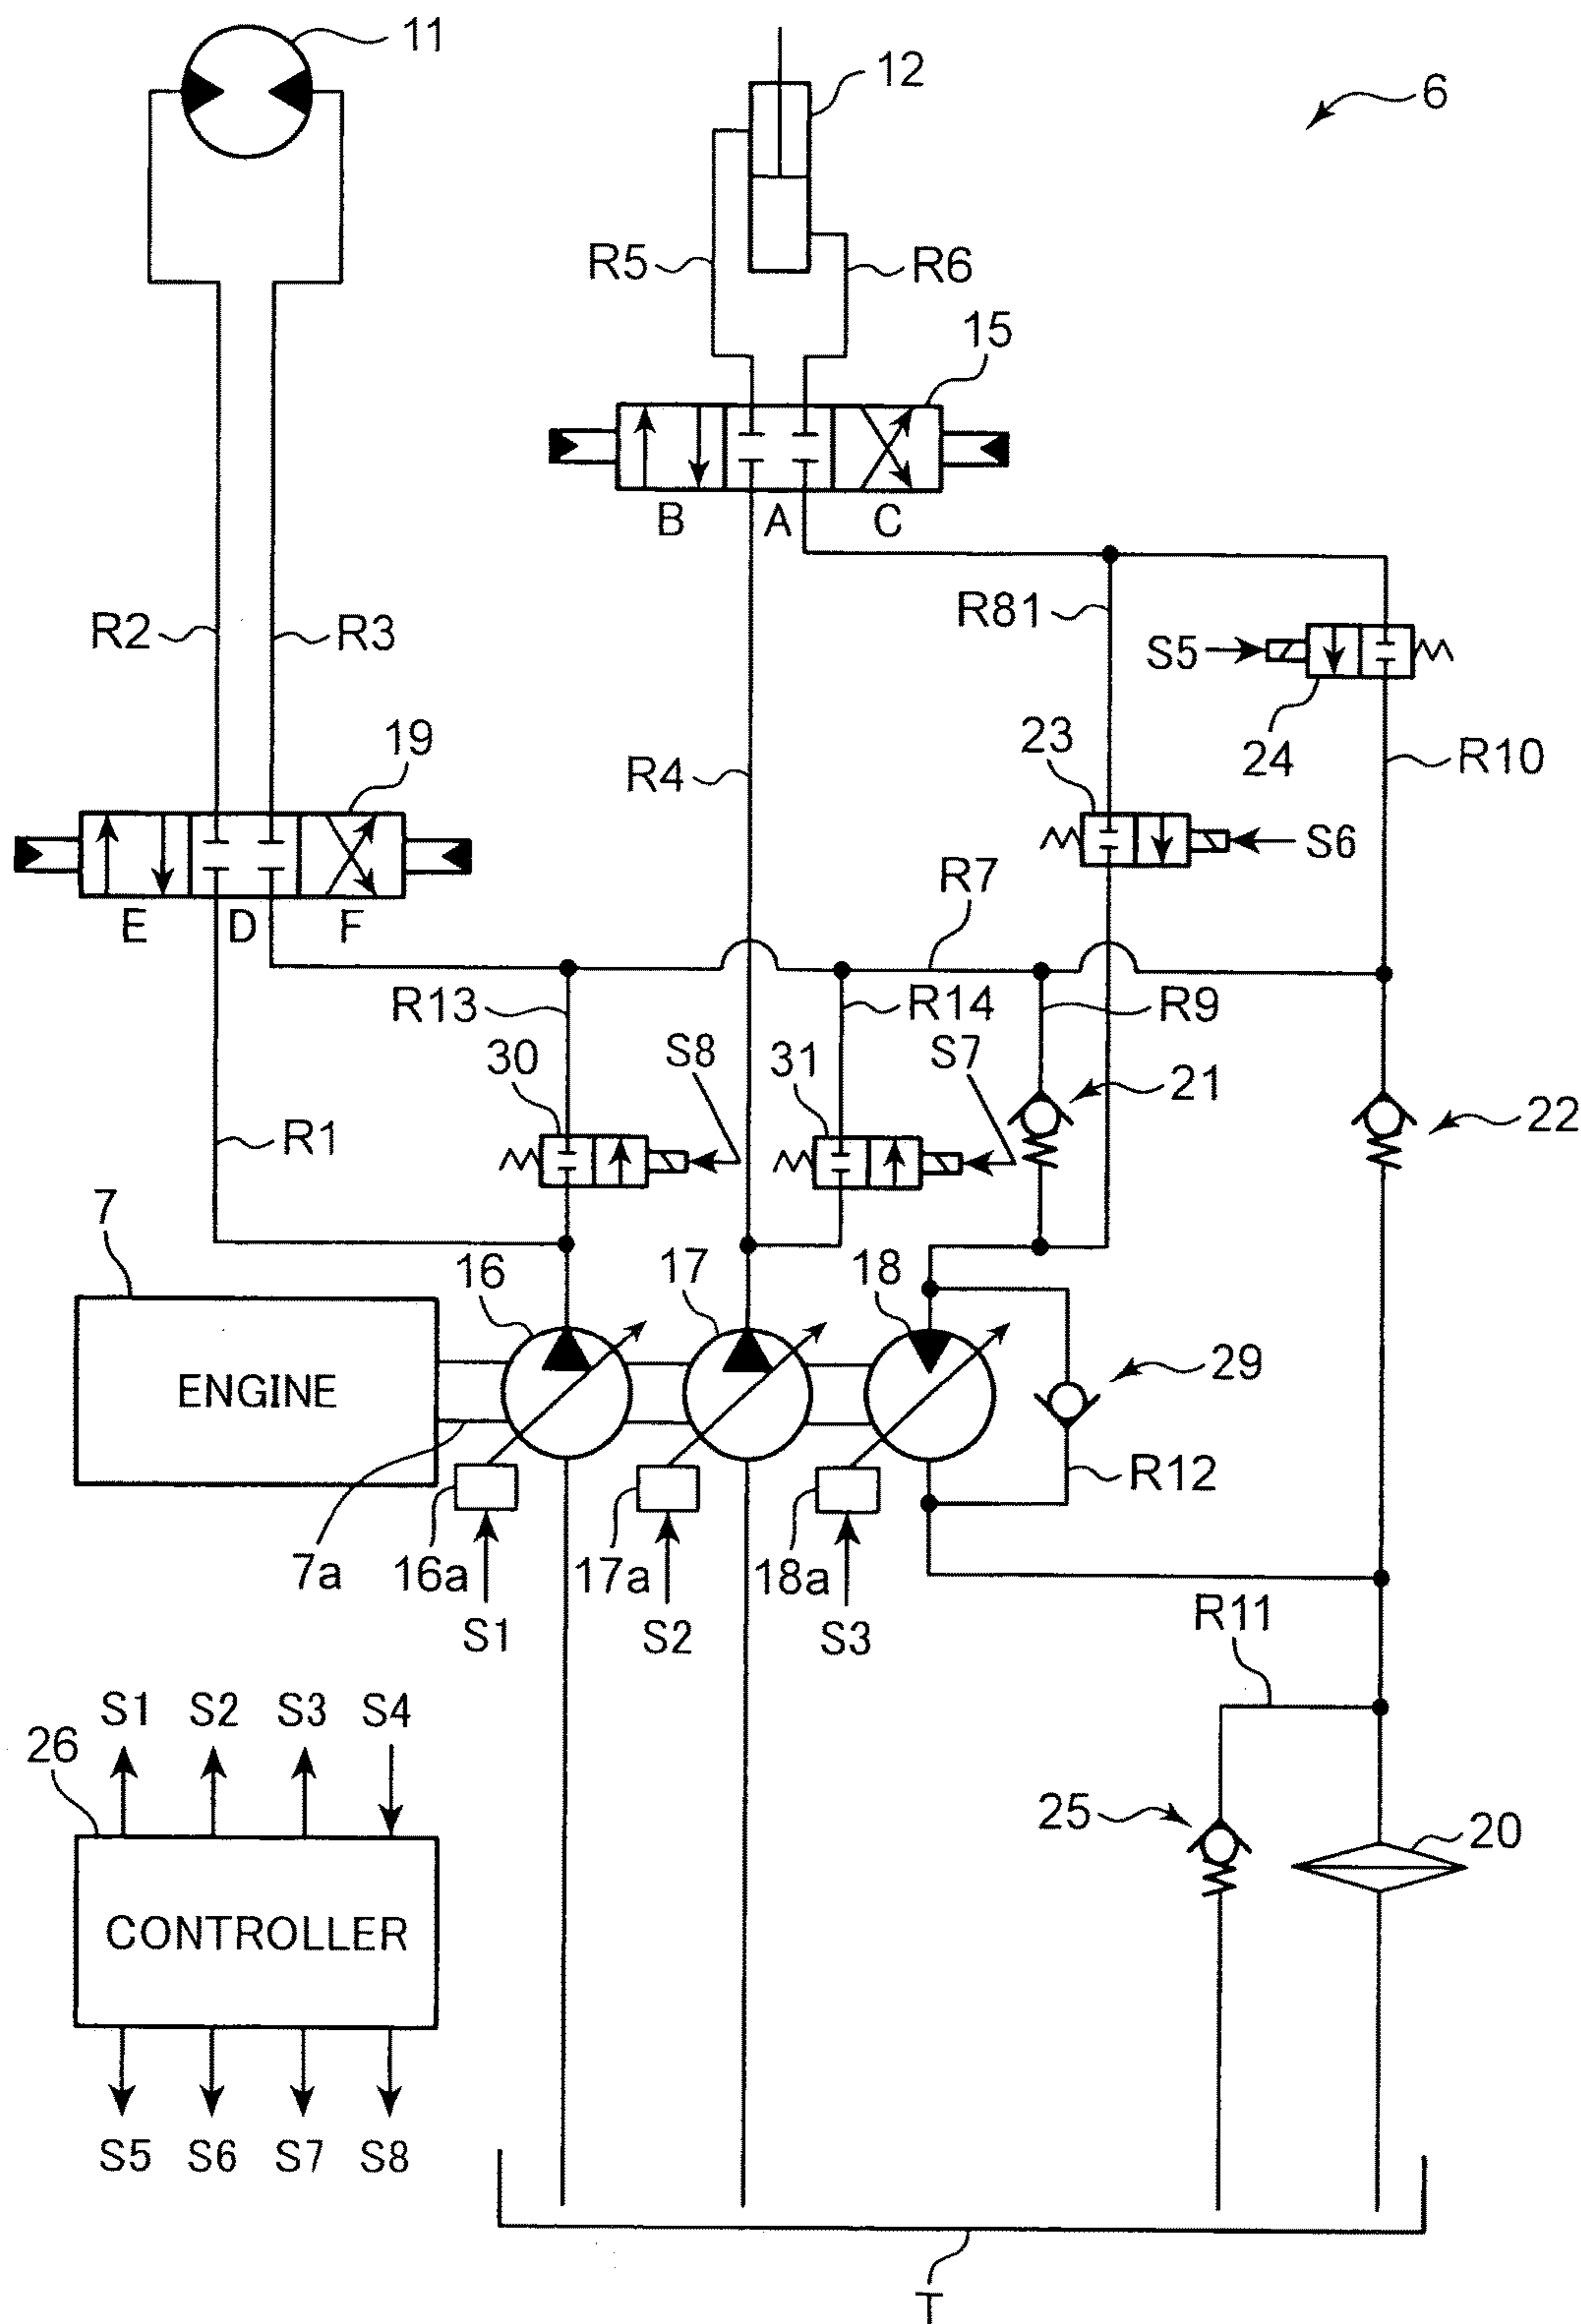 11
12
6
R5
R6
15
B
A
C
R2
R3
R81
S5
24
R10
19
R4
23
S6
E
D
F
R7
R13
R14
R9
30
S8
31
S7
21
22
R1
7
16
17
18
ENGINE
29
R12
7a
16a
17a
18a
S1
S2
S3
R11
26
S1
S2
S3
S4
25
20
CONTROLLER
S5
S6
S7
S8
T